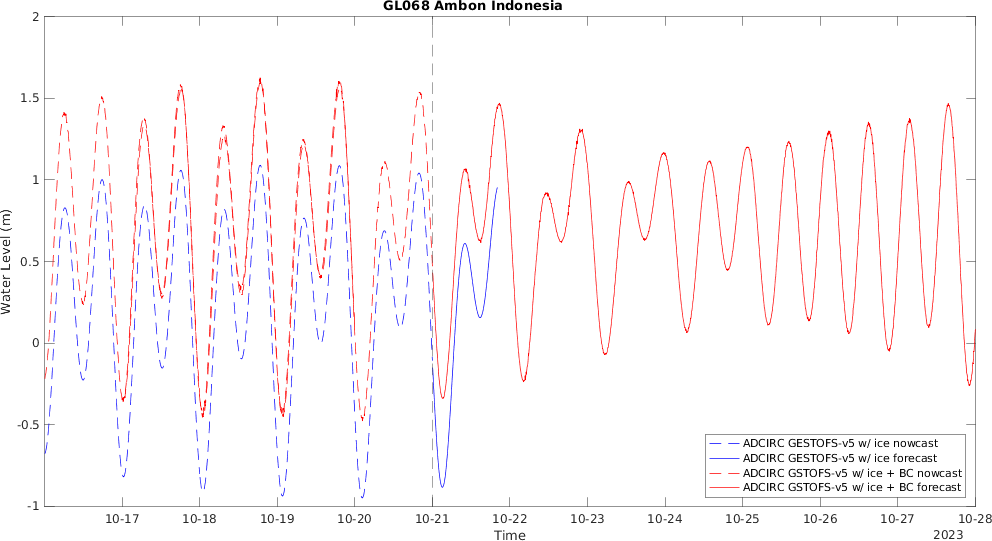 GL068 Ambon Indonesia
2
1.5
1
0.5
0
-0.5
-1
Water Level (m)
10-17 10-18 10-19 10-20 10-21 10-22 10-23 10-24 10-25 10-26 10-27 10-28
Time
2023
ADCIRC GESTOFS-v5 w/ ice nowcast
ADCIRC GESTOFS-v5 w/ ice forecast
ADCIRC GSTOFS-v5 w/ ice + BC nowcast
ADCIRC GSTOFS-v5 w/ ice + BC forecast